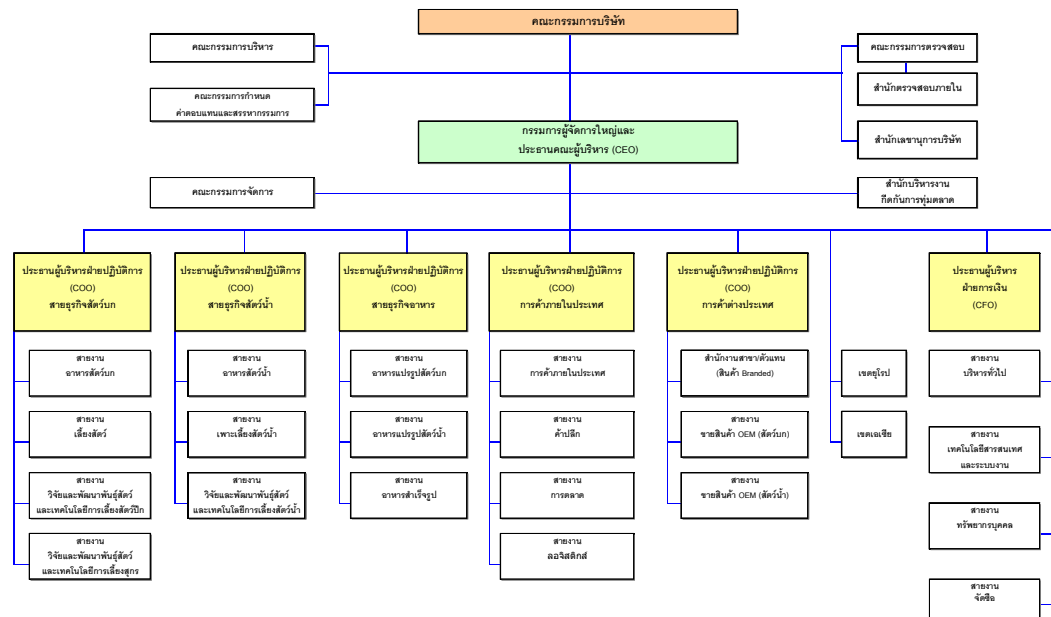 คณะกรรมการบริษัท
คณะกรรมการบริหาร
คณะกรรมการตรวจสอบ
สำนักตรวจสอบภายใน
คณะกรรมการกำหนด
ค่าตอบแทนและสรรหากรรมการ
กรรมการผู้จัดการใหญ่และ
ประธานคณะผู้บริหาร (CEO)
สำนักเลขานุการบริษัท
คณะกรรมการจัดการ
สำนักบริหารงาน
กีดกันการทุ่มตลาด
ประธานผู้บริหารฝ่ายปฏิบัติการ
(COO)
สายธุรกิจสัตว์บก
ประธานผู้บริหารฝ่ายปฏิบัติการ
(COO)
สายธุรกิจสัตว์น้ำ
ประธานผู้บริหารฝ่ายปฏิบัติการ
(COO)
สายธุรกิจอาหาร
ประธานผู้บริหารฝ่ายปฏิบัติการ
(COO)
การค้าภายในประเทศ
ประธานผู้บริหารฝ่ายปฏิบัติการ
(COO)
การค้าต่างประเทศ
ประธานผู้บริหาร
ฝ่ายการเงิน
(CFO)
สายงาน
อาหารสัตว์บก
สายงาน
อาหารสัตว์น้ำ
สายงาน
อาหารแปรรูปสัตว์บก
สายงาน
การค้าภายในประเทศ
สำนักงานสาขา/ตัวแทน
(สินค้า Branded)
เขตยุโรป
สายงาน
บริหารทั่วไป
สายงาน
เลี้ยงสัตว์
สายงาน
เพาะเลี้ยงสัตว์น้ำ
สายงาน
อาหารแปรรูปสัตว์น้ำ
สายงาน
ค้าปลีก
สายงาน
ขายสินค้า OEM (สัตว์บก)
เขตเอเซีย
สายงาน
เทคโนโลยีสารสนเทศ
และระบบงาน
สายงาน
วิจัยและพัฒนาพันธุ์สัตว์
และเทคโนโลยีการเลี้ยงสัตว์ปีก
สายงาน
วิจัยและพัฒนาพันธุ์สัตว์
และเทคโนโลยีการเลี้ยงสัตว์น้ำ
สายงาน
อาหารสำเร็จรูป
สายงาน
การตลาด
สายงาน
ขายสินค้า OEM (สัตว์น้ำ)
สายงาน
ทรัพยากรบุคคล
สายงาน
วิจัยและพัฒนาพันธุ์สัตว์
และเทคโนโลยีการเลี้ยงสุกร
สายงาน
ลอจิสติกส์
สายงาน
จัดซื้อ